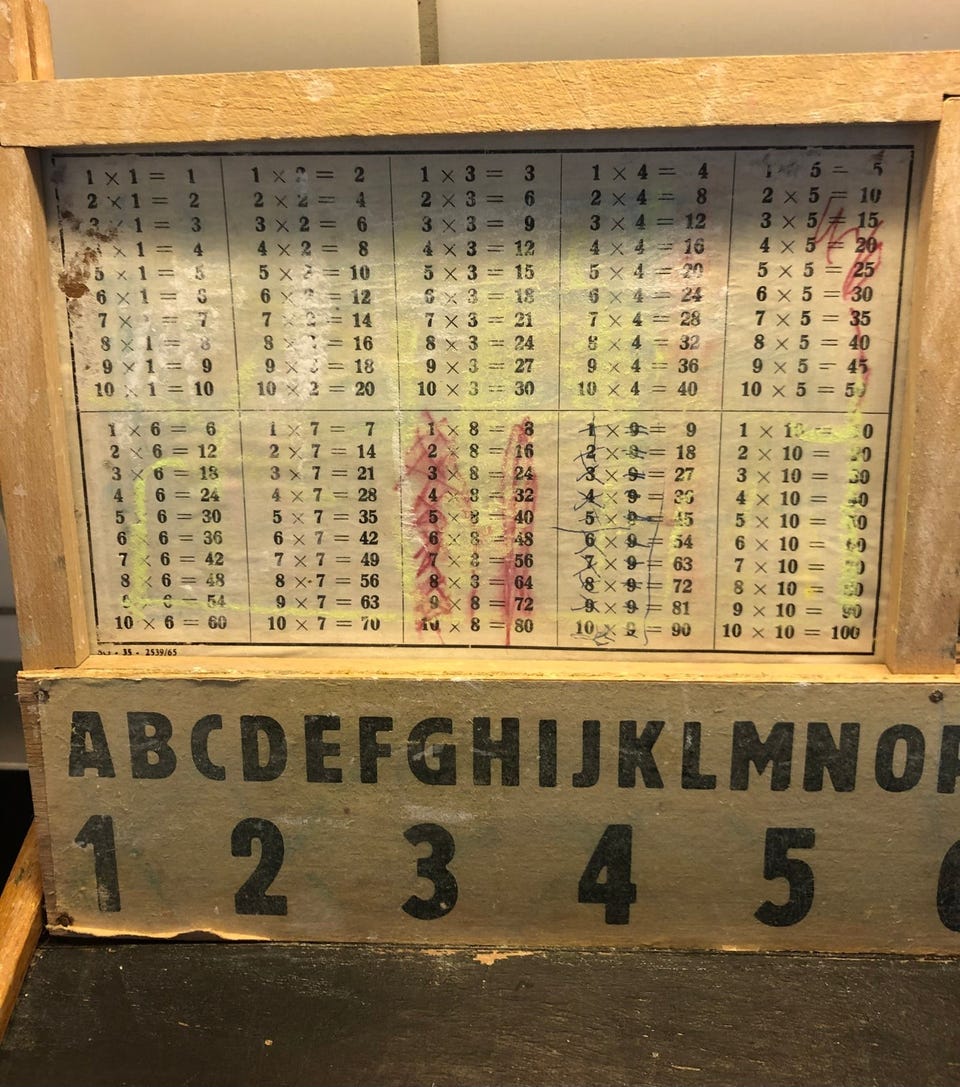 1 × 1 = 1
2 × 1 = 2
3 × 1 = 3
× 1 = 4
5 × 1 = 5
6 × 1 = 6
7 × 1 = 7
8 × 1 = 8
9 × 1 = 9
10 × 1 = 10
1 × 2 = 2
2 × 2 = 4
3 × 2 = 6
4 × 2 = 8
5 × 2 = 10
6 × 2 = 12
7 × 2 = 14
8 × 2 = 16
9 × 2 = 18
10 × 2 = 20
1 × 3 = 3
2 × 3 = 6
3 × 3 = 9
4 × 3 = 12
5 × 3 = 15
6 × 3 = 18
7 × 3 = 21
8 × 3 = 24
9 × 3 = 27
10 × 3 = 30
1 × 4 = 4
2 × 4 = 8
3 × 4 = 12
4 × 4 = 16
5 × 4 = 20
6 × 4 = 24
7 × 4 = 28
8 × 4 = 32
9 × 4 = 36
10 × 4 = 40
1 × 5 = 5
2 × 5 = 10
3 × 5 = 15
4 × 5 = 20
5 × 5 = 25
6 × 5 = 30
7 × 5 = 35
8 × 5 = 40
9 × 5 = 45
10 × 5 = 50
1 × 6 = 6
2 × 6 = 12
3 × 6 = 18
4 × 6 = 24
5 × 6 = 30
6 × 6 = 36
7 × 6 = 42
8 × 6 = 48
9 × 6 = 54
10 × 6 = 60
1 × 7 = 7
2 × 7 = 14
3 × 7 = 21
4 × 7 = 28
5 × 7 = 35
6 × 7 = 42
7 × 7 = 49
8 × 7 = 56
9 × 7 = 63
10 × 7 = 70
1 × 8 = 8
2 × 8 = 16
3 × 8 = 24
4 × 8 = 32
5 × 8 = 40
6 × 8 = 48
7 × 8 = 56
8 × 8 = 64
9 × 8 = 72
10 × 8 = 80
1 × 9 = 9
2 × 9 = 18
3 × 9 = 27
4 × 9 = 36
5 × 9 = 45
6 × 9 = 54
7 × 9 = 63
8 × 9 = 72
9 × 9 = 81
10 × 9 = 90
1 × 10 = 10
2 × 10 = 20
3 × 10 = 30
4 × 10 = 40
5 × 10 = 50
6 × 10 = 60
7 × 10 = 70
8 × 10 = 80
9 × 10 = 90
10 × 10 = 100
· 35 · 2539/65
ABCDEFGHIJKLMNOP
1 2 3 4 5 6